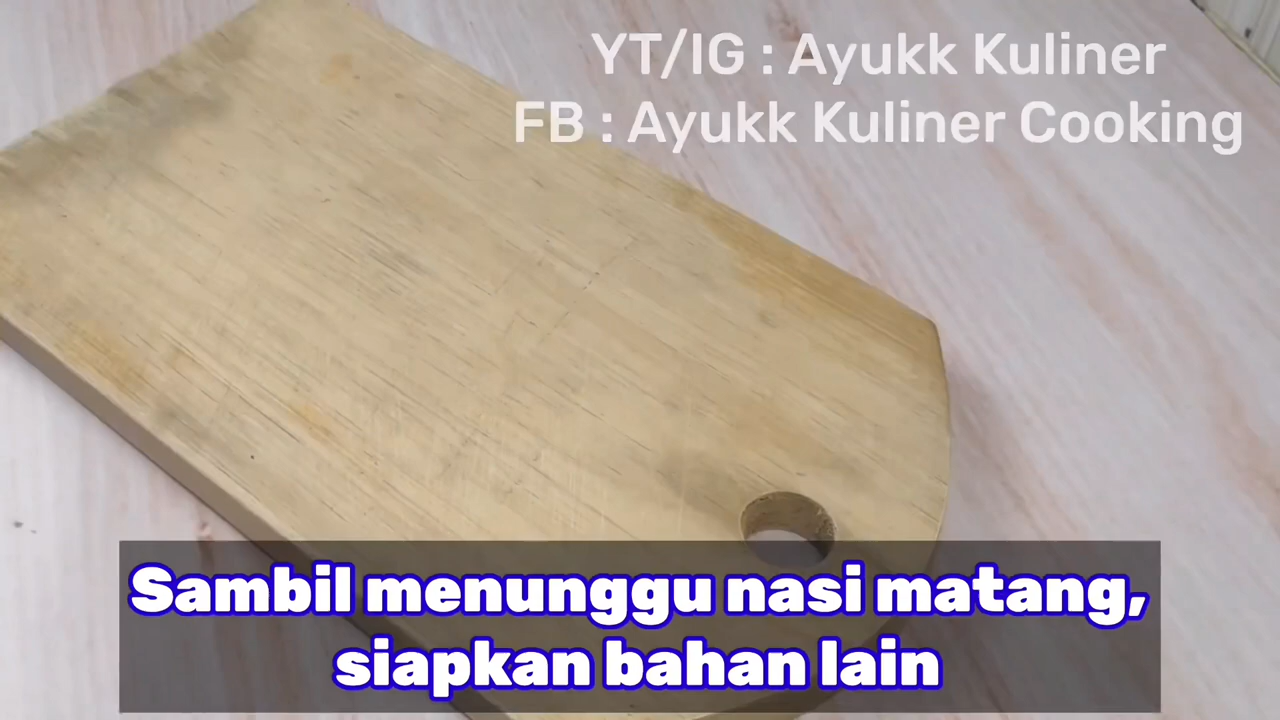 YT/IG : Ayukk Kuliner
FB : Ayukk Kuliner Cooking
Sambil menunggu nasi matang,
siapkan bahan lain